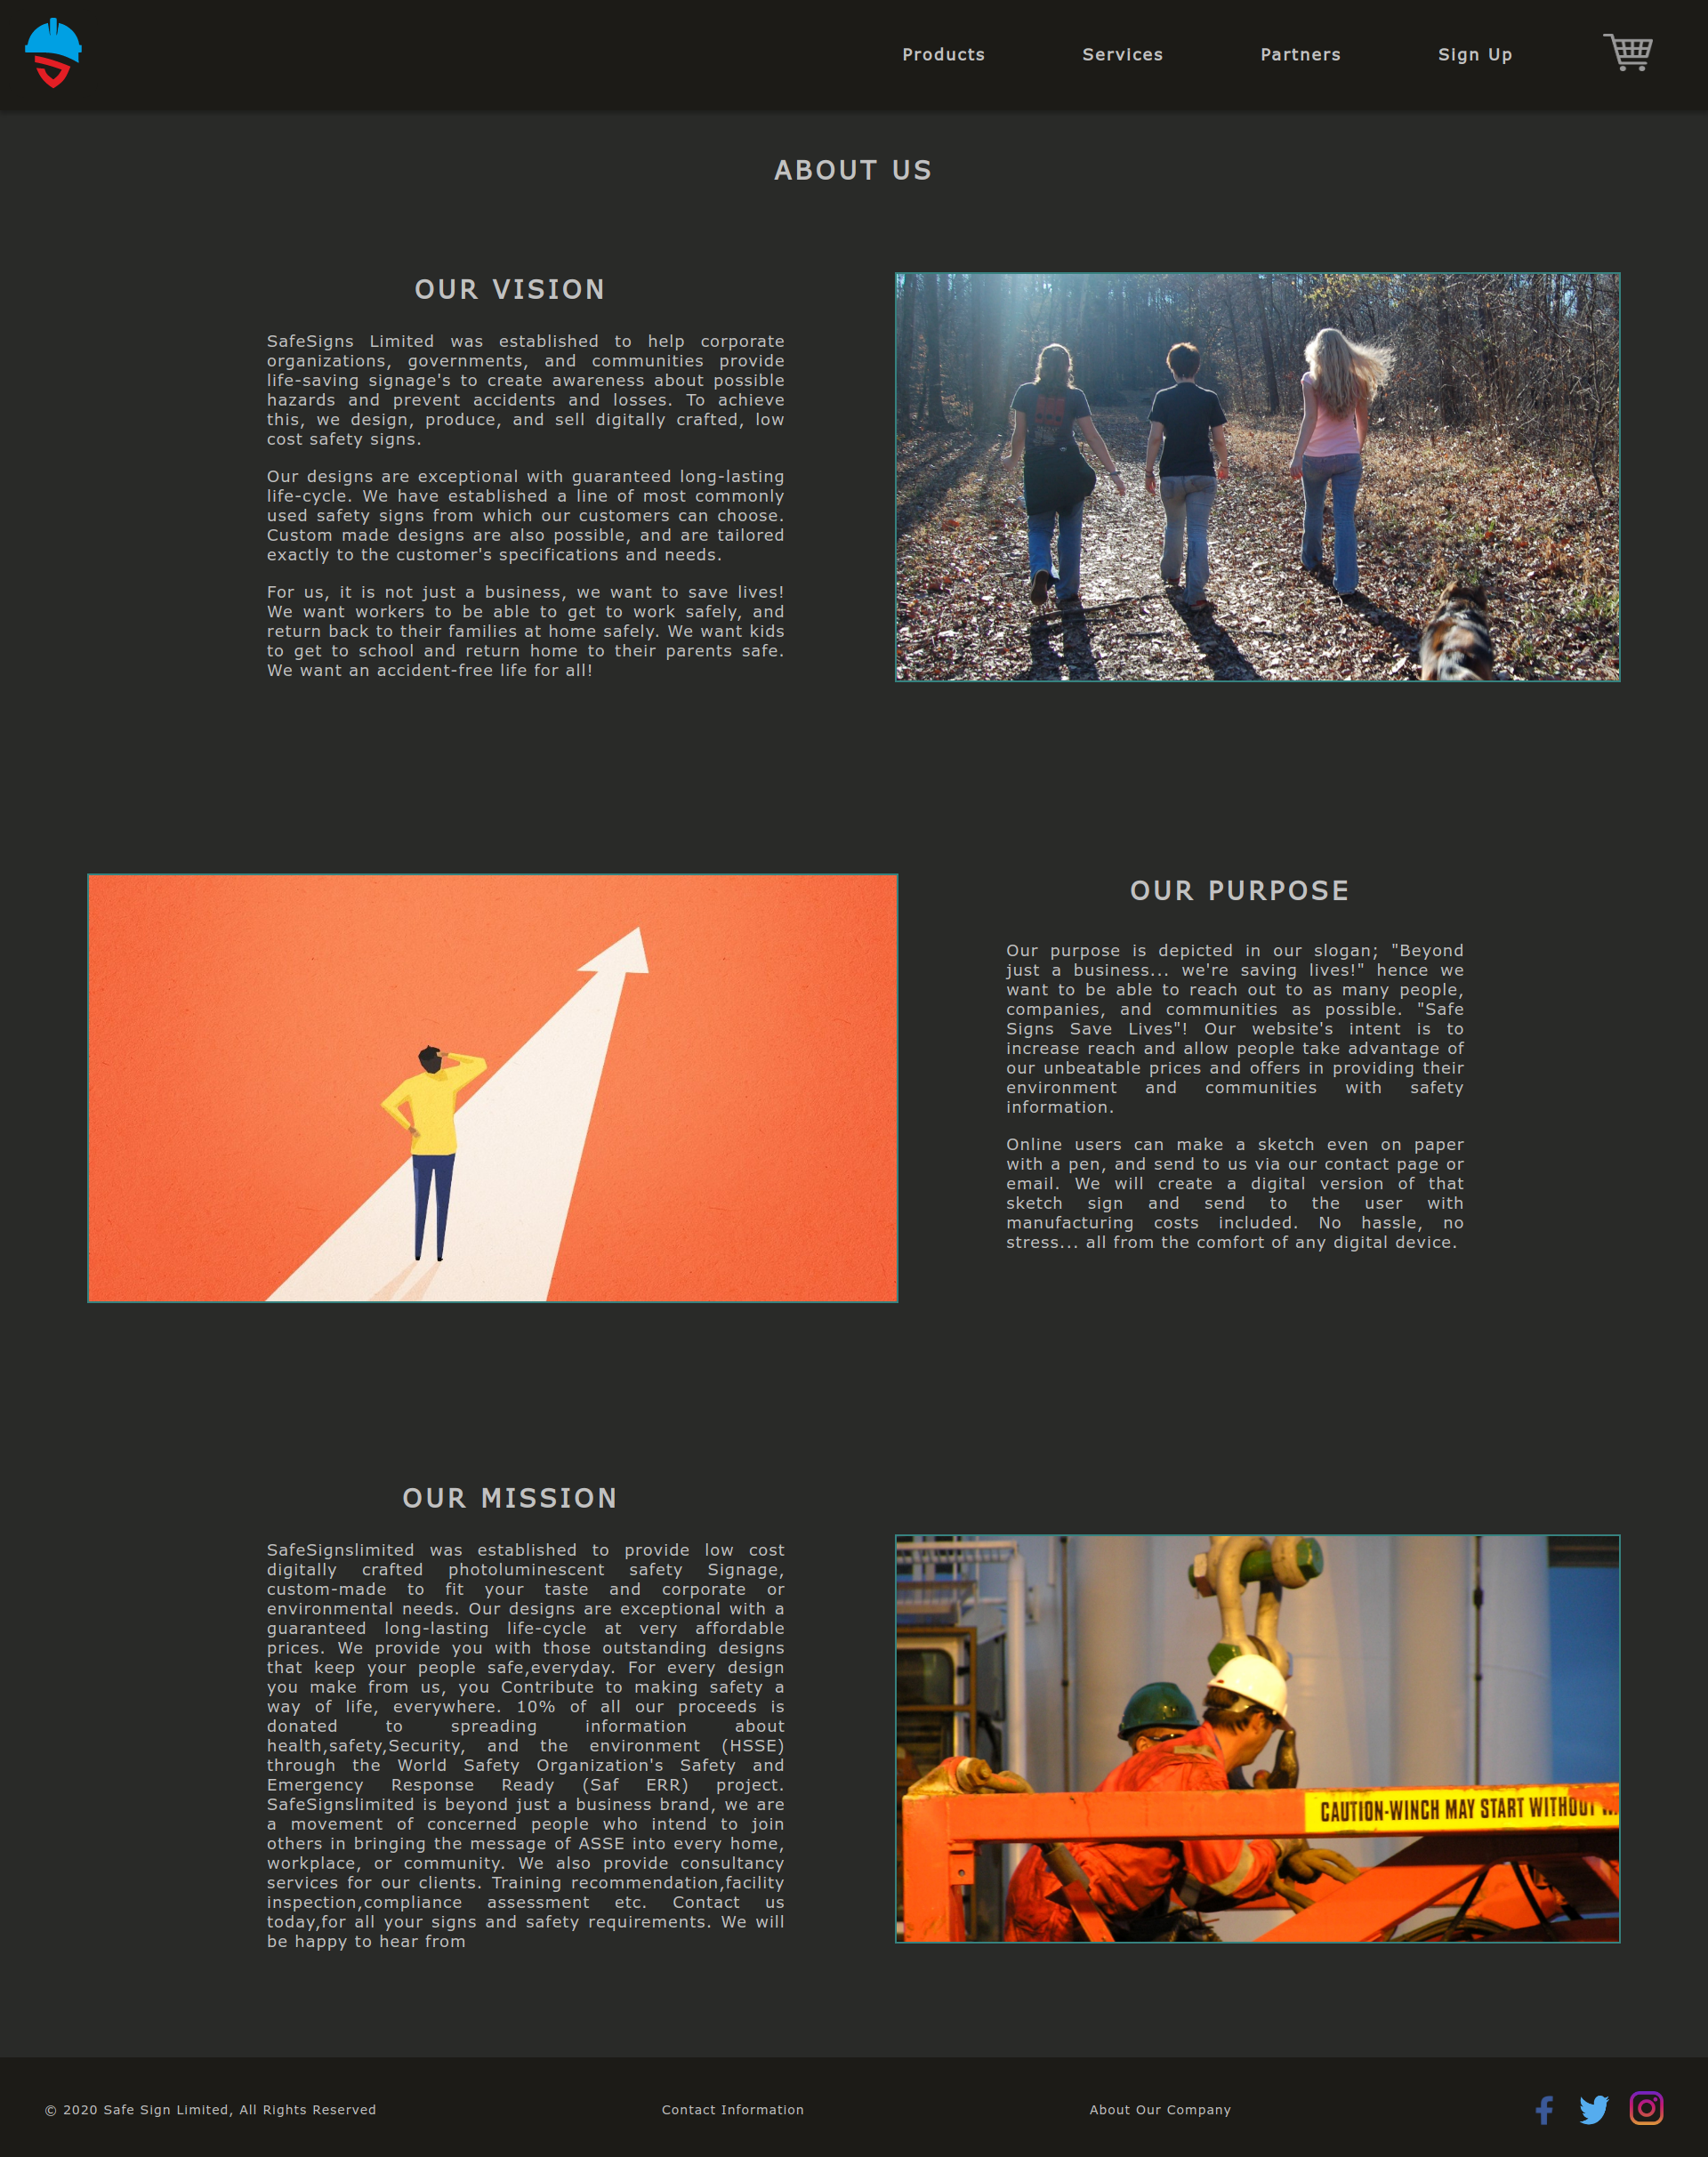 Products Services Partners Sign Up
ABOUT US
OUR VISION
SafeSigns Limited was established to help corporate
organizations, governments, and communities provide
life-saving signage's to create awareness about possible
hazards and prevent accidents and losses. To achieve
this, we design, produce, and sell digitally crafted, low
cost safety signs.
Our designs are exceptional with guaranteed long-lasting
life-cycle. We have established a line of most commonly
used safety signs from which our customers can choose.
Custom made designs are also possible, and are tailored
exactly to the customer's specifications and needs.
For us, it is not just a business, we want to save lives!
We want workers to be able to get to work safely, and
return back to their families at home safely. We want kids
to get to school and return home to their parents safe.
We want an accident-free life for all!
OUR PURPOSE
Our purpose is depicted in our slogan; "Beyond
just a business... we're saving lives!" hence we
want to be able to reach out to as many people,
companies, and communities as possible. "Safe
Signs Save Lives"! Our website's intent is to
increase reach and allow people take advantage of
our unbeatable prices and offers in providing their
environment and communities with safety
information.
Online users can make a sketch even on paper
with a pen, and send to us via our contact page or
email. We will create a digital version of that
sketch sign and send to the user with
manufacturing costs included. No hassle, no
stress... all from the comfort of any digital device.
OUR MISSION
SafeSignslimited was established to provide low cost
digitally crafted photoluminescent safety Signage,
custom-made to fit your taste and corporate or
environmental needs. Our designs are exceptional with a
guaranteed long-lasting life-cycle at very affordable
prices. We provide you with those outstanding designs
that keep your people safe,everyday. For every design
you make from us, you Contribute to making safety a
way of life, everywhere. 10% of all our proceeds is
donated to spreading information about
health,safety,Security, and the environment (HSSE)
through the World Safety Organization's Safety and
Emergency Response Ready (Saf ERR) project.
SafeSignslimited is beyond just a business brand, we are
a movement of concerned people who intend to join
others in bringing the message of ASSE into every home,
workplace, or community. We also provide consultancy
services for our clients. Training recommendation,facility
inspection,compliance assessment etc. Contact us
today,for all your signs and safety requirements. We will
be happy to hear from
CAUTION-WINCH MAY START WITHOUT
© 2020 Safe Sign Limited, All Rights Reserved Contact Information About Our Company